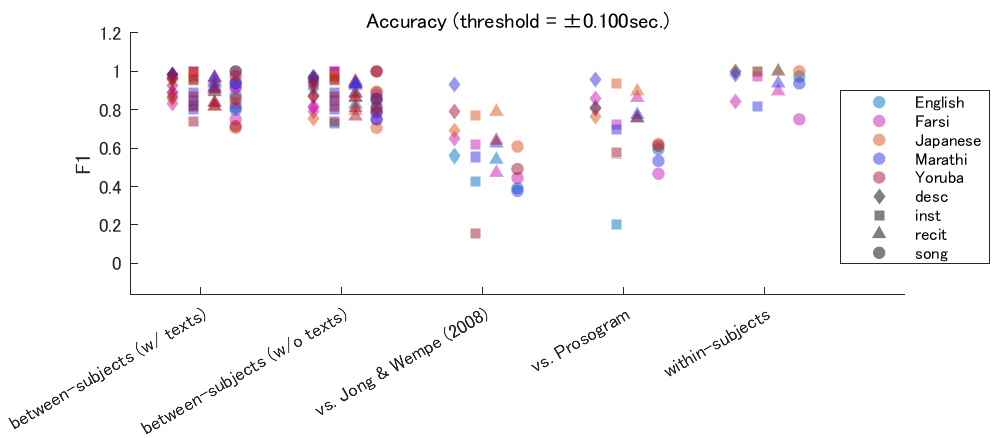 Accuracy (threshold = ±0.100sec.)
F1
1.2
1
0.8
0.6
0.4
0.2
0
between-subjects (w/ texts)
between-subjects (w/o texts)
vs. Jong & Wempe (2008)
vs. Prosogram
within-subjects
English
Farsi
Japanese
Marathi
Yoruba
desc
inst
recit
song